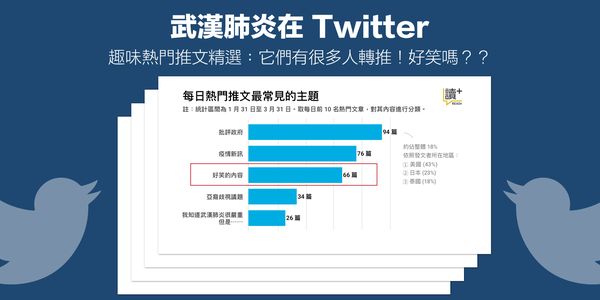 武漢肺炎在 Twitter
趣味熱門推文精選：它們有很多人轉推！好笑嗎？？
每日熱門推文最常見的主題
註：統計區間為 1 月 31 日至 3 月 31 日。取每日前 10 名熱門文章，對其內容進行分類。
讀+
READr
批評政府
94 篇
疫情新訊
76 篇
好笑的內容
66 篇
亞裔歧視議題
34 篇
我知道武漢肺炎很嚴重
但是……
26 篇
約佔整體 18%
依照發文者所在地區：
① 美國 (43%)
② 日本 (23%)
③ 泰國 (18%)